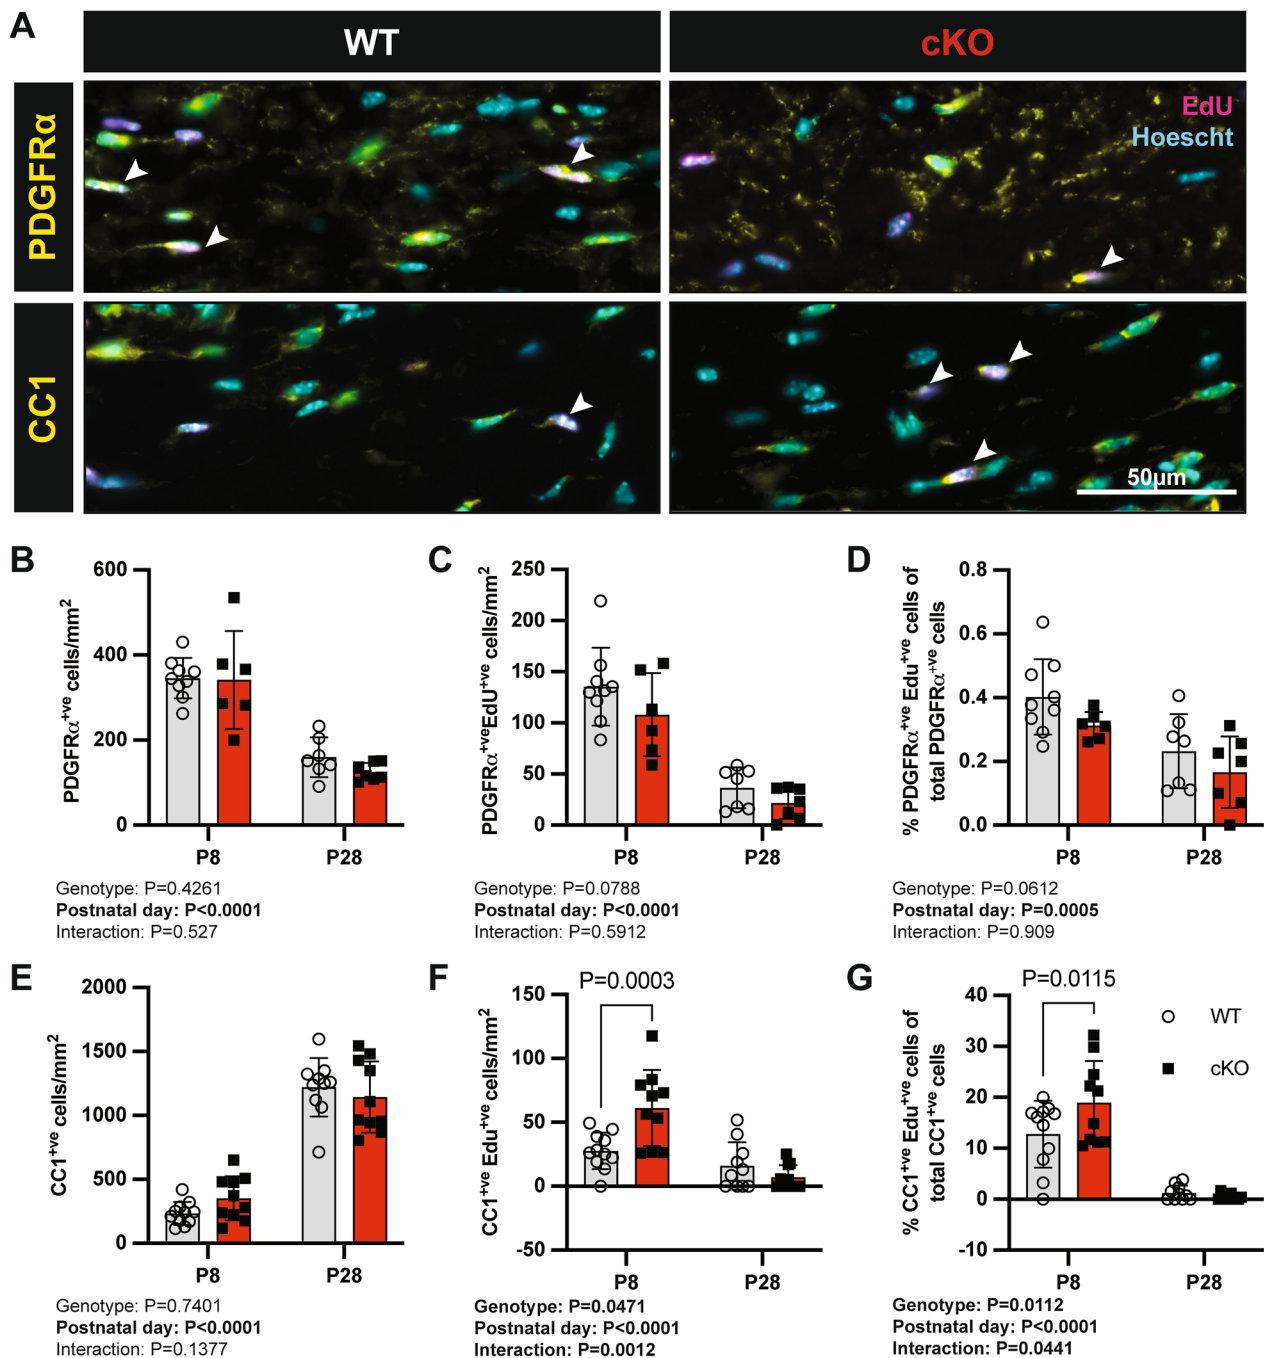 A
WT
cKO
PDGFRα
EdU
Hoescht
CC1
50µm
B
PDGFRα+ve cells/mm2
600
400
200
0
P8
P28
Genotype: P=0.4261
Postnatal day: P<0.0001
Interaction: P=0.527
C
PDGFRα+veEdU+ve cells/mm2
250
200
150
100
50
0
P8
P28
Genotype: P=0.0788
Postnatal day: P<0.0001
Interaction: P=0.5912
D
% PDGFRα+ve Edu+ve cells of
total PDGFRα+ve cells
0.8
0.6
0.4
0.2
0.0
P8
P28
Genotype: P=0.0612
Postnatal day: P=0.0005
Interaction: P=0.909
E
CC1+ve cells/mm2
2000
1500
1000
500
0
P8
P28
Genotype: P=0.7401
Postnatal day: P<0.0001
Interaction: P=0.1377
F
CC1+ve Edu+ve cells/mm2
P=0.0003
150
100
50
0
-50
P8
P28
Genotype: P=0.0471
Postnatal day: P<0.0001
Interaction: P=0.0012
G
% CC1+ve Edu+ve cells of
total CC1+ve cells
P=0.0115
40
30
20
10
0
-10
WT
cKO
P8
P28
Genotype: P=0.0112
Postnatal day: P<0.0001
Interaction: P=0.0441